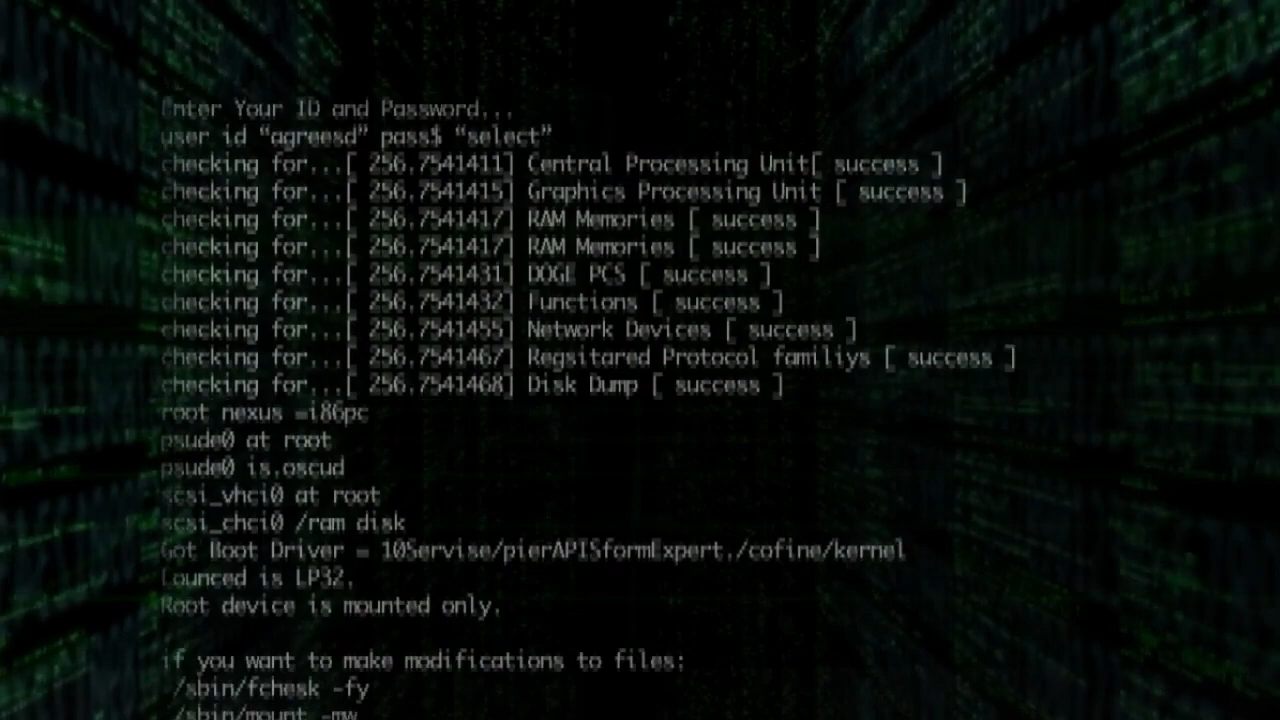 Enter Your ID and Password...
user id “agreesd” pass$ “select”
checking for...[ 256.7541411] Central Processing Unit[ success ]
checking for...[ 256.7541415] Graphics Processing Unit [ success ]
checking for...[ 256.7541417] RAM Memories [ success ]
checking for...[ 256.7541417] RAM Memories [ success ]
checking for...[ 256.7541431] DOGE PCS [ success ]
checking for...[ 256.7541432] Functions [ success ]
checking for...[ 256.7541455] Network Devices [ success ]
checking for...[ 256.7541467] Regsitared Protocol familiys [ success ]
checking for...[ 256.7541468] Disk Dump [ success ]
root nexus =i86pc
psude0 at root
psude0 is.oscud
scsi_vhci0 at root
scsi_chci0 /ram disk
Got Boot Driver = 10Servise/pierAPISformExpert./cofine/kernel
Lounced is LP32.
Root device is mounted only.
if you want to make modifications to files:
/sbin/fchesk -fy
/sbin/mount -mw